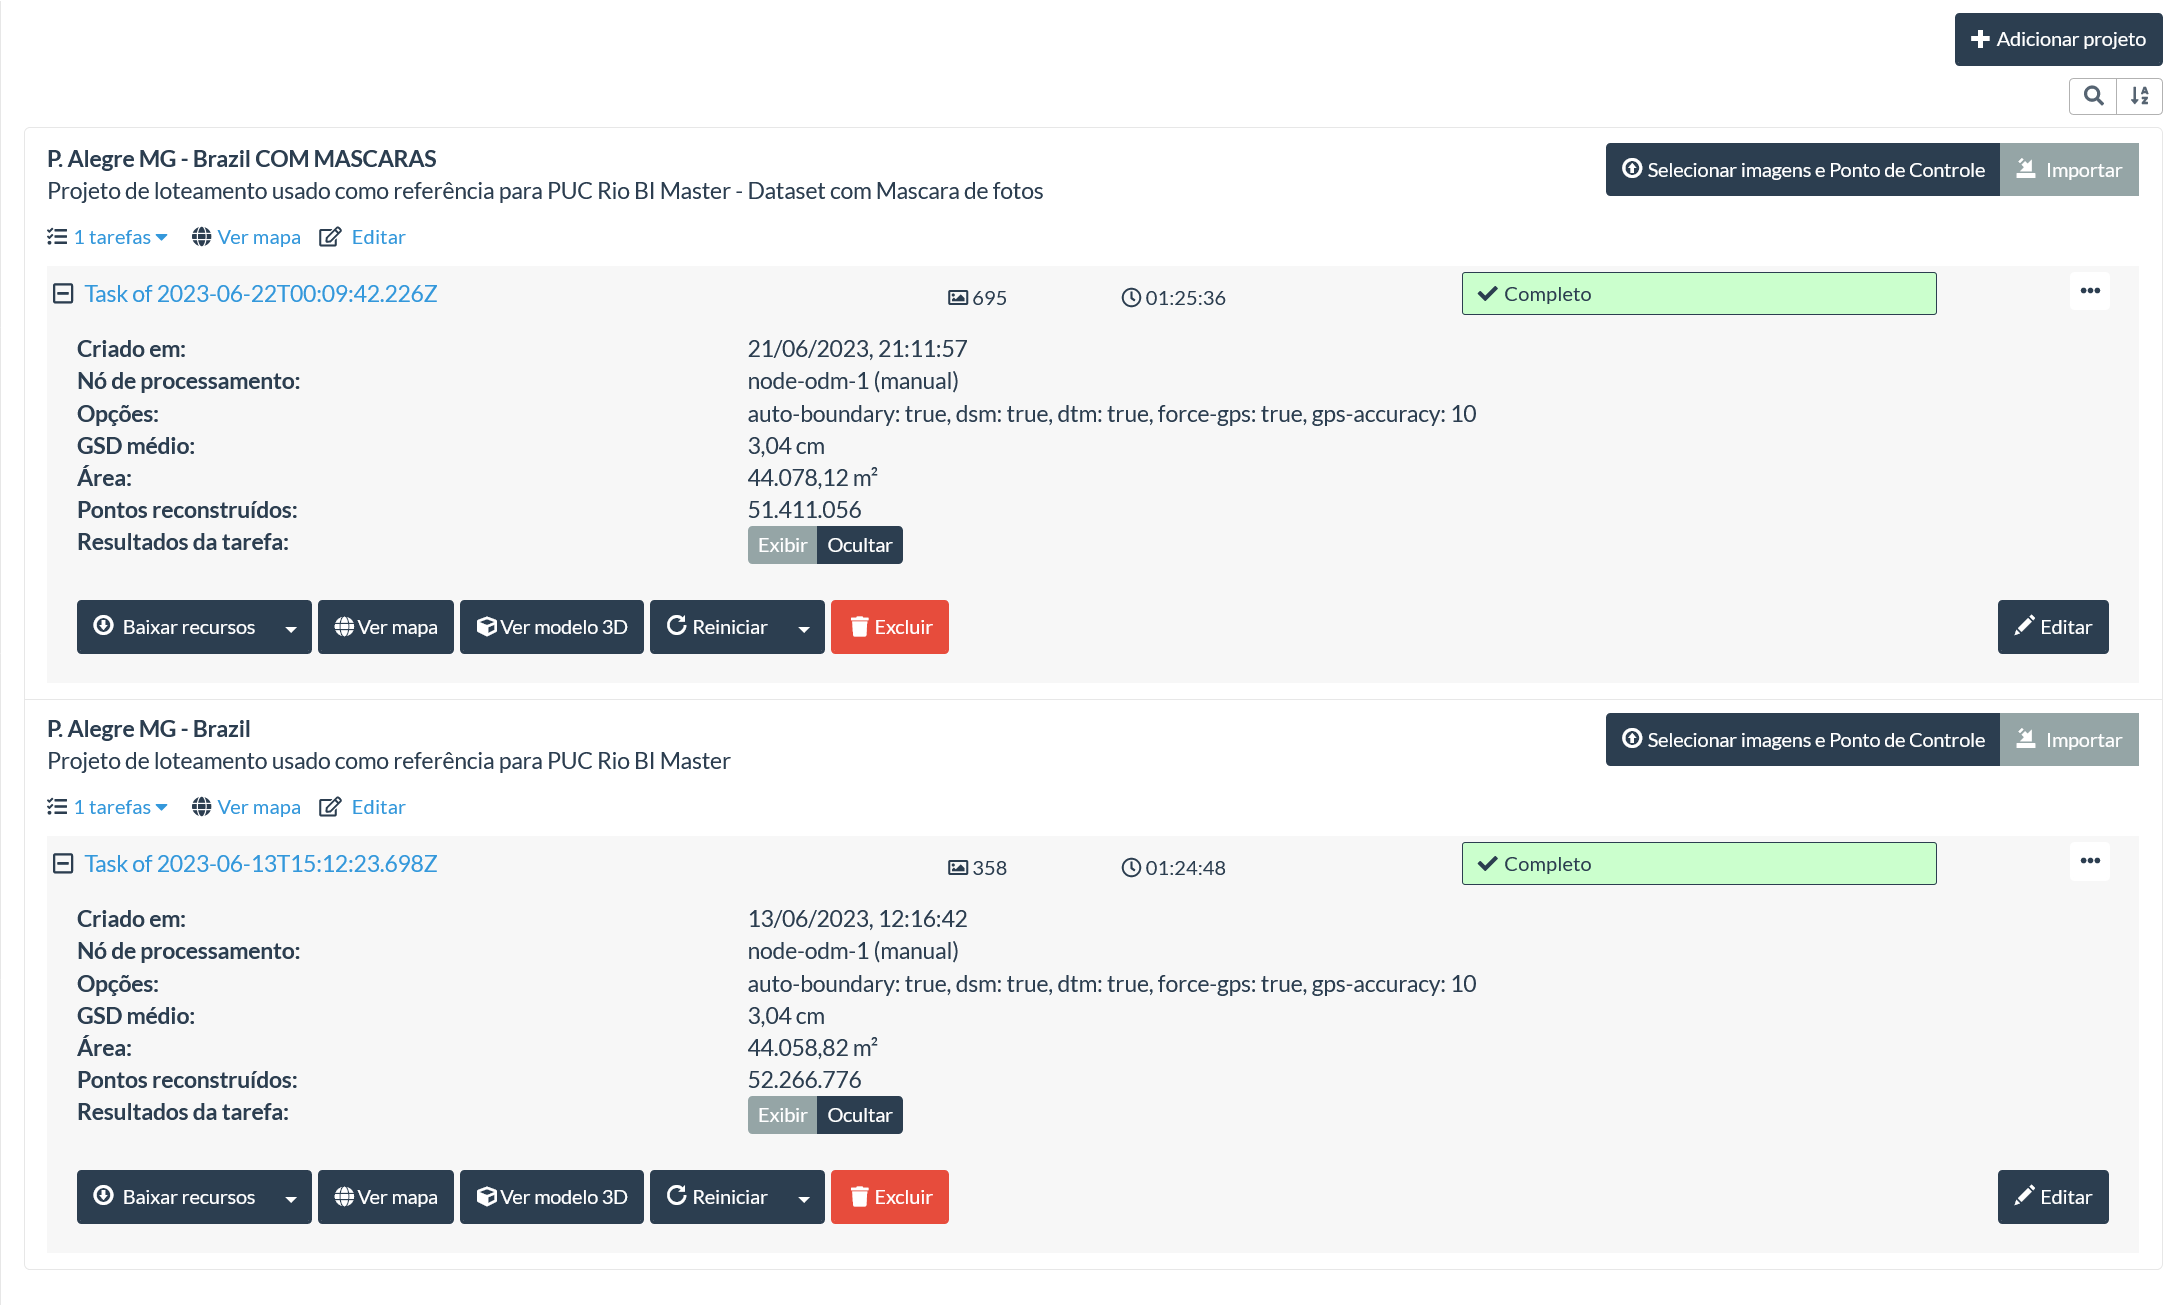 Adicionar projeto
P. Alegre MG - Brazil COM MASCARAS
Selecionar imagens e Ponto de Controle Importar
Projeto de loteamento usado como referência para PUC Rio BI Master - Dataset com Mascara de fotos
1 tarefas Ver mapa Editar
Task of 2023-06-22T00:09:42.226Z 695 01:25:36 Completo
Criado em: 21/06/2023, 21:11:57
Nó de processamento: node-odm-1 (manual)
Opções: auto-boundary: true, dsm: true, dtm: true, force-gps: true, gps-accuracy: 10
GSD médio: 3,04 cm
Área: 44.078,12 m²
Pontos reconstruídos: 51.411.056
Resultados da tarefa: Exibir Ocultar
Baixar recursos Ver mapa Ver modelo 3D Reiniciar Excluir Editar
P. Alegre MG - Brazil
Selecionar imagens e Ponto de Controle Importar
Projeto de loteamento usado como referência para PUC Rio BI Master
1 tarefas Ver mapa Editar
Task of 2023-06-13T15:12:23.698Z 358 01:24:48 Completo
Criado em: 13/06/2023, 12:16:42
Nó de processamento: node-odm-1 (manual)
Opções: auto-boundary: true, dsm: true, dtm: true, force-gps: true, gps-accuracy: 10
GSD médio: 3,04 cm
Área: 44.058,82 m²
Pontos reconstruídos: 52.266.776
Resultados da tarefa: Exibir Ocultar
Baixar recursos Ver mapa Ver modelo 3D Reiniciar Excluir Editar